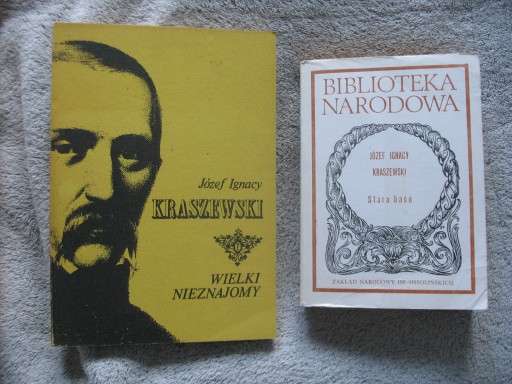 Józef Ignacy
KRASZEWSKI
WIELKI
NIEZNAJOMY
BIBLIOTEKA
NARODOWA
JÓZEF IGNACY
KRASZEWSKI
Stara baśń
ZAKŁAD NARODOWY IM. OSSOLIŃSKICH